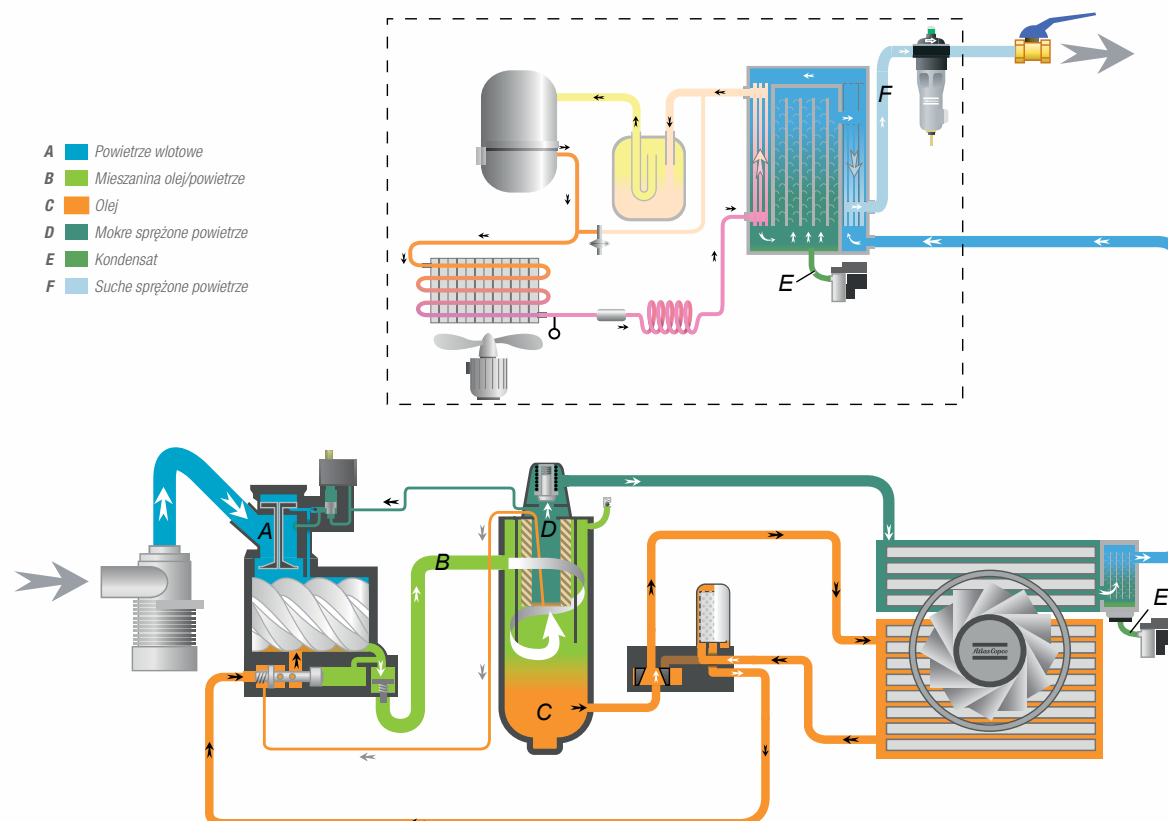 A Powietrze wlotowe
B Mieszanina olej/powietrze
C Olej
D Mokre sprężone powietrze
E Kondensat
F Suche sprężone powietrze
F
E
A
B
D
C
Atlas Copco
E